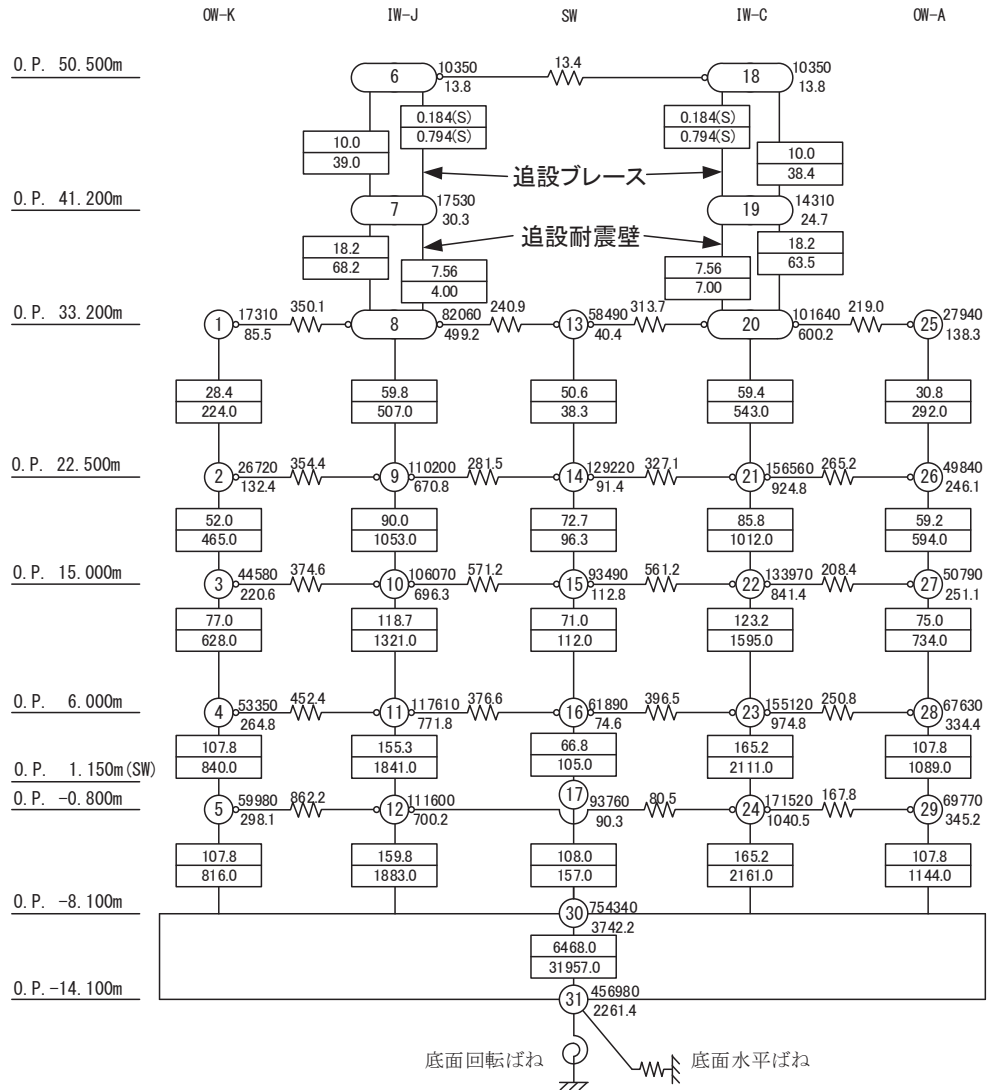 OW-K IW-J SW IW-C OW-A
O.P. 50.500m 6 10350 13.4 18 10350
13.8 13.8
0.184(S) 0.184(S)
0.794(S) 0.794(S)
10.0 10.0
39.0 38.4
追設ブレース
O.P. 41.200m 7 17530 19 14310
30.3 24.7
追設耐震壁
18.2 18.2
68.2 63.5
7.56 7.56
4.00 7.00
O.P. 33.200m 1 17310 350.1 8 82060 240.9 13 58490 313.7 20 101640 219.0 25 27940
85.5 499.2 40.4 600.2 138.3
28.4 59.8 50.6 59.4 30.8
224.0 507.0 38.3 543.0 292.0
O.P. 22.500m 2 26720 354.4 9 110200 281.5 14 129220 327.1 21 156560 265.2 26 49840
132.4 670.8 91.4 924.8 246.1
52.0 90.0 72.7 85.8 59.2
465.0 1053.0 96.3 1012.0 594.0
O.P. 15.000m 3 44580 374.6 10 106070 571.2 15 93490 561.2 22 133970 208.4 27 50790
220.6 696.3 112.8 841.4 251.1
77.0 118.7 71.0 123.2 75.0
628.0 1321.0 112.0 1595.0 734.0
O.P. 6.000m 4 53350 452.4 11 117610 376.6 16 61890 396.5 23 155120 250.8 28 67630
264.8 771.8 74.6 974.8 334.4
107.8 155.3 66.8 165.2 107.8
840.0 1841.0 105.0 2111.0 1089.0
O.P. 1.150m(SW)
O.P. -0.800m 5 59980 862.2 12 111600 17 93760 80.5 24 171520 167.8 29 69770
298.1 700.2 90.3 1040.5 345.2
107.8 159.8 108.0 165.2 107.8
816.0 1883.0 157.0 2161.0 1144.0
O.P. -8.100m 30 754340
3742.2
6468.0
31957.0
O.P.-14.100m 31 456980
2261.4
底面回転ばね 底面水平ばね